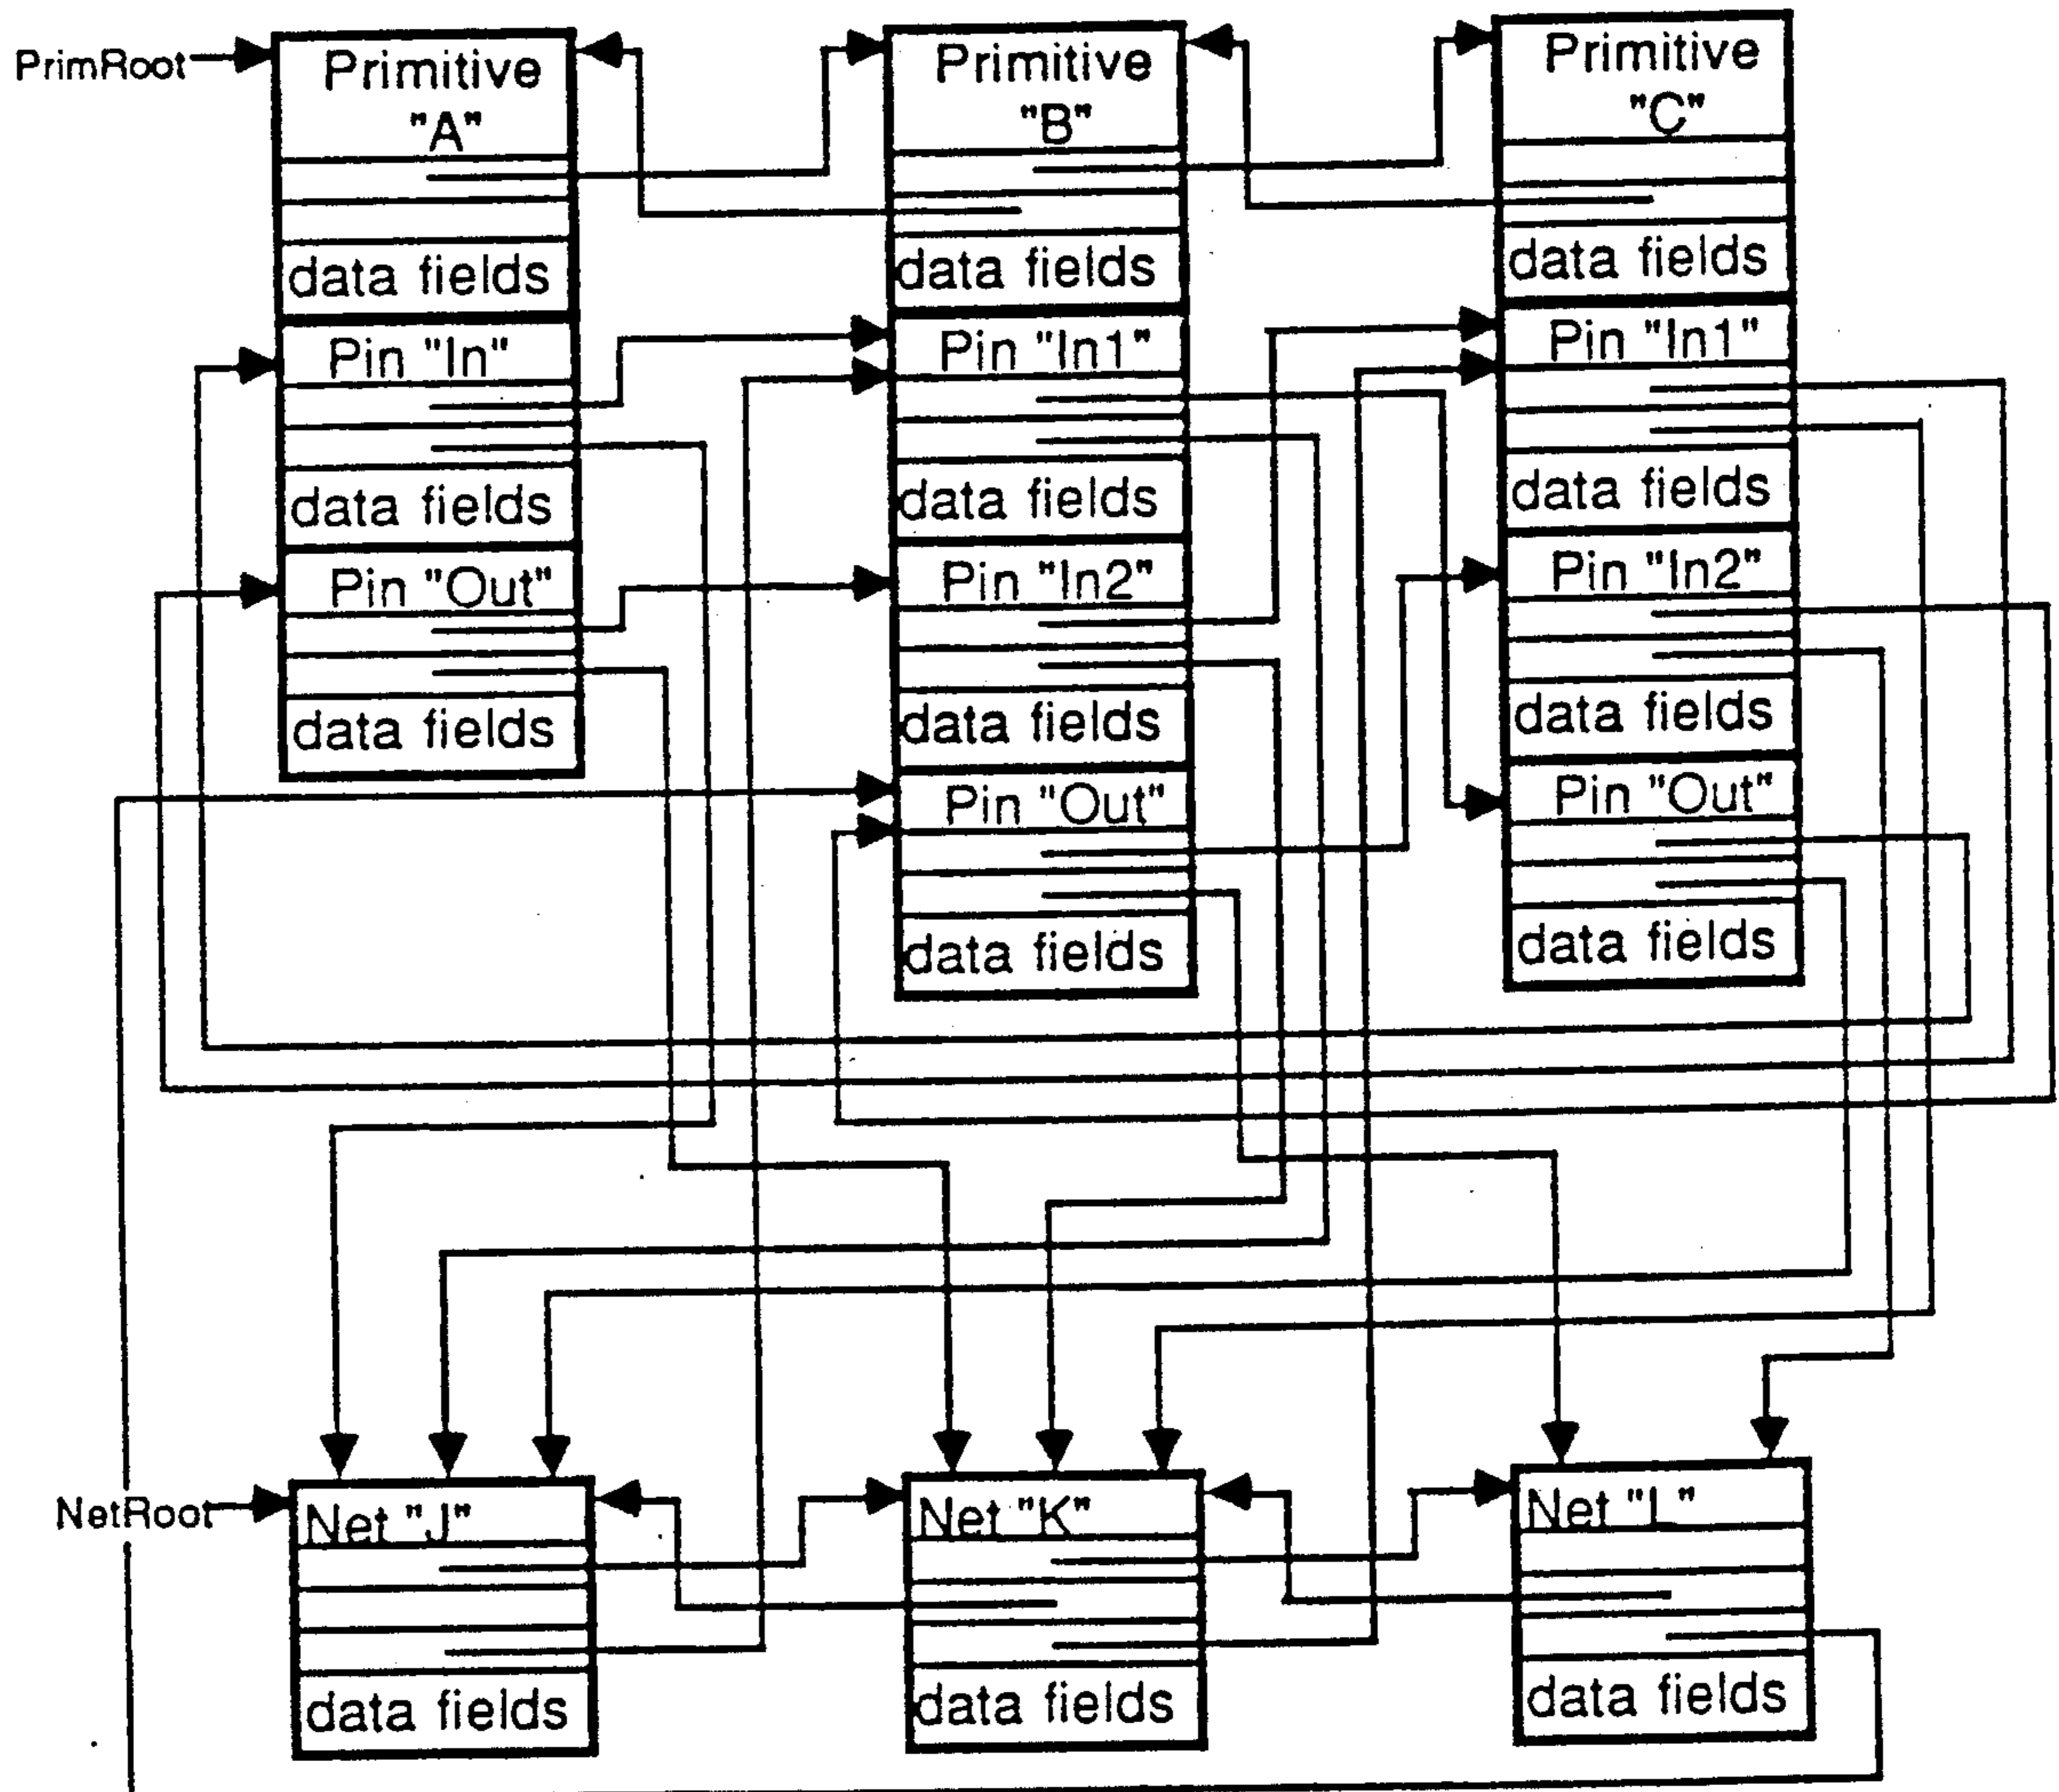 PrimRoot
Primitive
"A"
data fields
Pin "In"
data fields
Pin "Out"
data fields
Primitive
"B"
data fields
Pin "In1"
data fields
Pin "In2"
data fields
Pin "Out"
data fields
Primitive
"C"
data fields
Pin "In1"
data fields
Pin "In2"
data fields
Pin "Out"
data fields
NetRoot
Net "J"
data fields
Net "K"
data fields
Net "L"
data fields